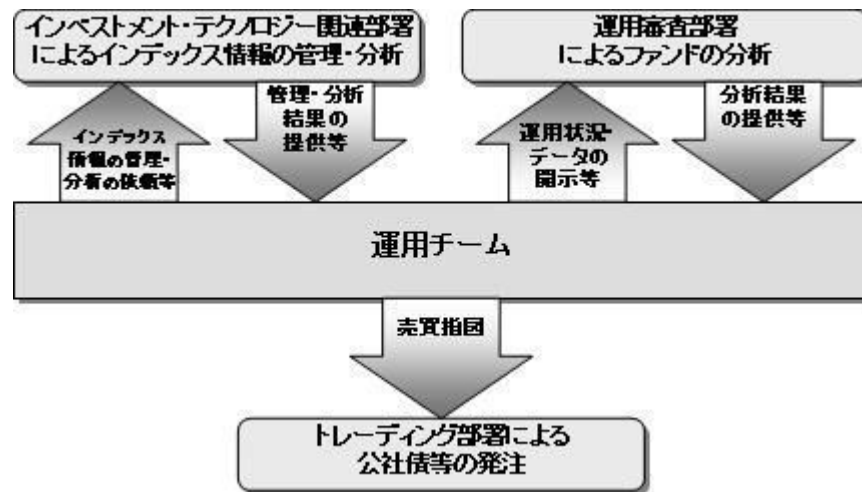 インベストメント・テクノロジー関連部署
によるインデックス情報の管理・分析
運用審査部署
によるファンドの分析
インデックス
情報の管理・
分析の依頼等
管理・分析
結果の
提供等
運用状況・
データの
開示等
分析結果
の提供等
運用チーム
売買指図
トレーディング部署による
公社債等の発注